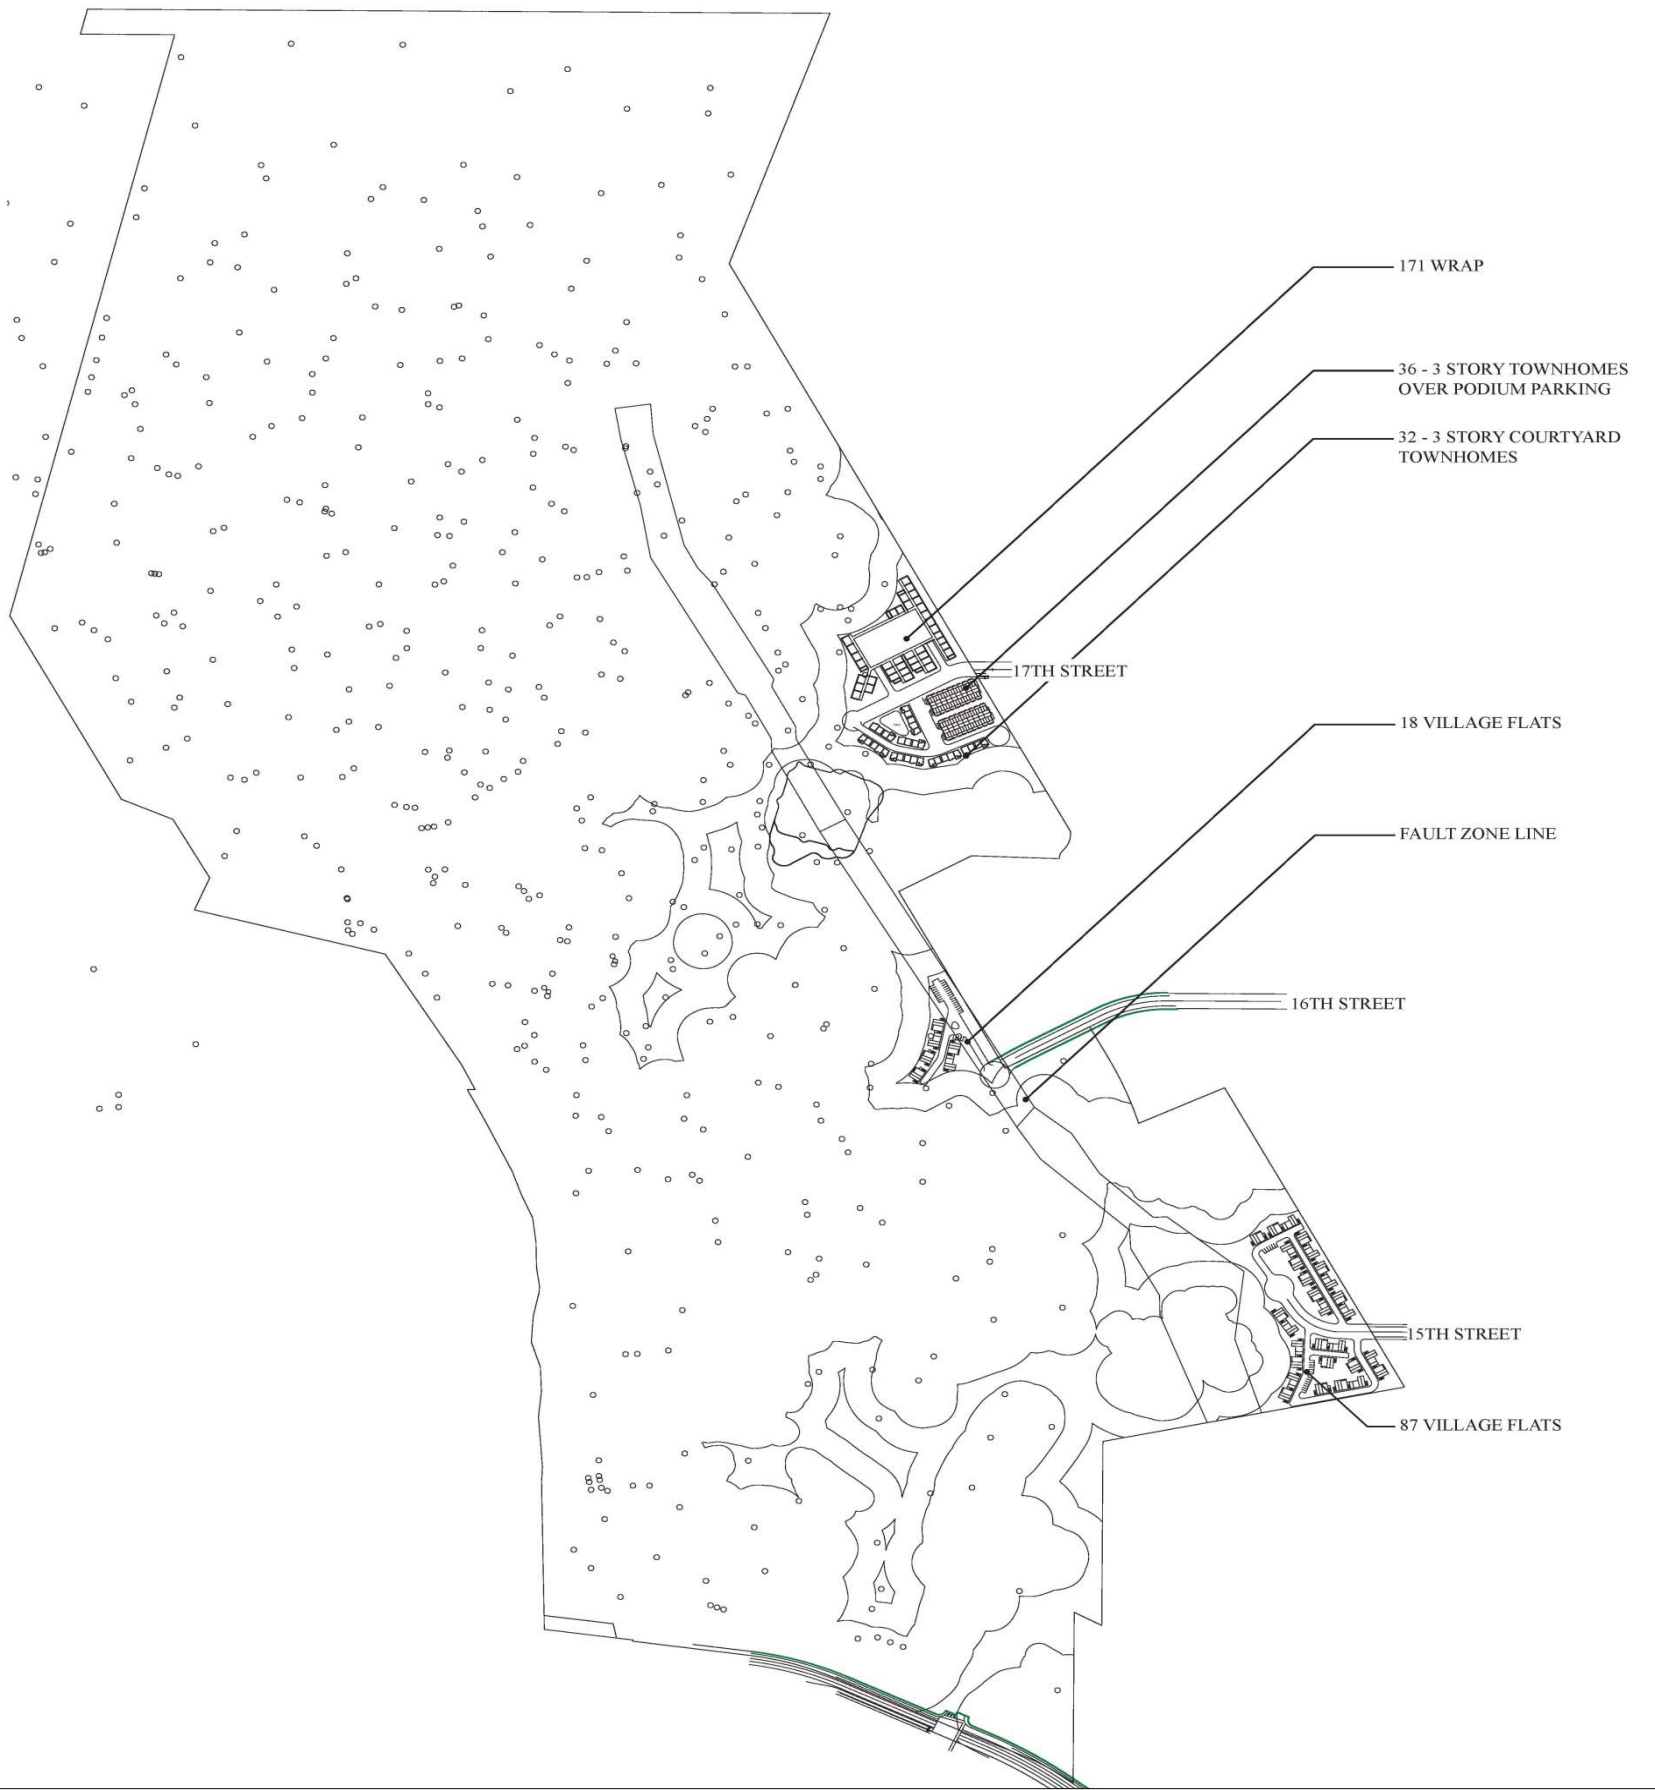 171 WRAP
36 - 3 STORY TOWNHOMES
OVER PODIUM PARKING
32 - 3 STORY COURTYARD
TOWNHOMES
17TH STREET
18 VILLAGE FLATS
FAULT ZONE LINE
16TH STREET
15TH STREET
87 VILLAGE FLATS